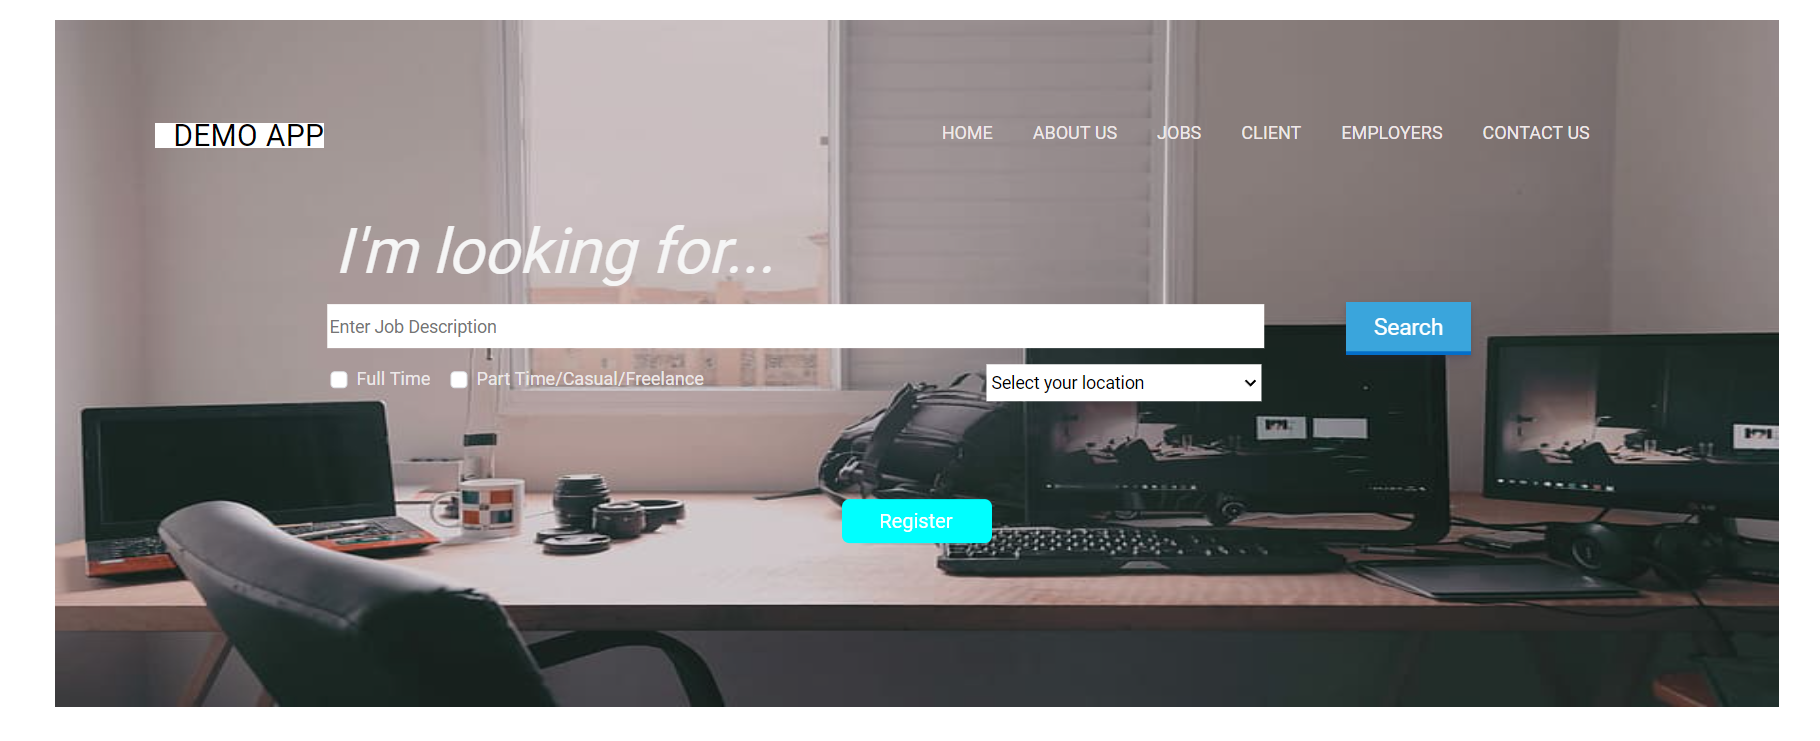 DEMO APP
HOME ABOUT US JOBS CLIENT EMPLOYERS CONTACT US
I'm looking for...
Enter Job Description
Search
Full Time Part Time/Casual/Freelance
Select your location
Register